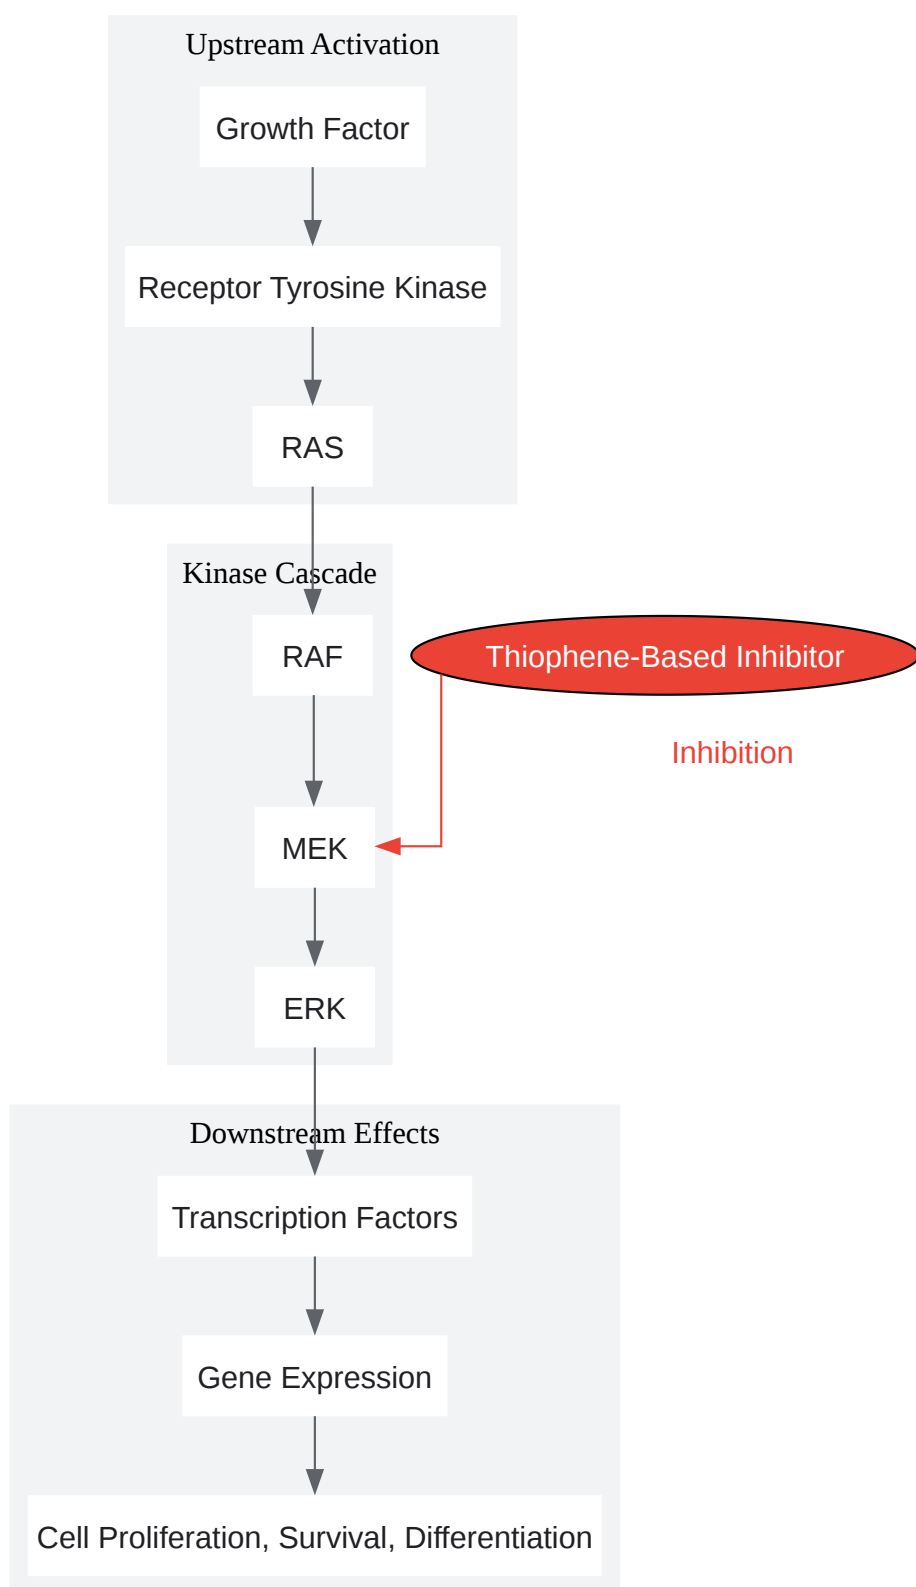 Upstream Activation
Growth Factor
Receptor Tyrosine Kinase
RAS
Kinase Cascade
RAF
Thiophene-Based Inhibitor
Inhibition
MEK
ERK
Downstream Effects
Transcription Factors
Gene Expression
Cell Proliferation, Survival, Differentiation